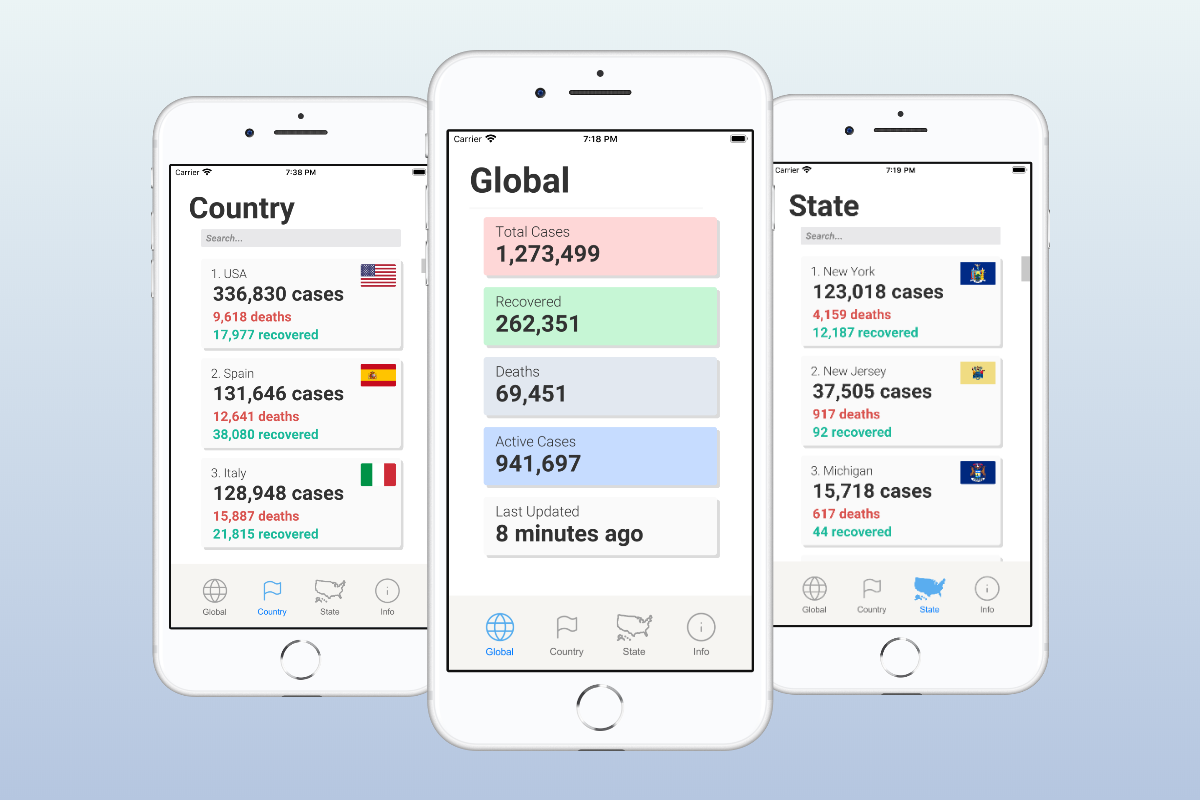 Carrier 7:38 PM
Country
Search...
1. USA
336,830 cases
9,618 deaths
17,977 recovered
2. Spain
131,646 cases
12,641 deaths
38,080 recovered
3. Italy
128,948 cases
15,887 deaths
21,815 recovered
Global Country State Info
Carrier 7:18 PM
Global
Total Cases
1,273,499
Recovered
262,351
Deaths
69,451
Active Cases
941,697
Last Updated
8 minutes ago
Global Country State Info
Carrier 7:19 PM
State
Search...
1. New York
123,018 cases
4,159 deaths
12,187 recovered
2. New Jersey
37,505 cases
917 deaths
92 recovered
3. Michigan
15,718 cases
617 deaths
44 recovered
Global Country State Info